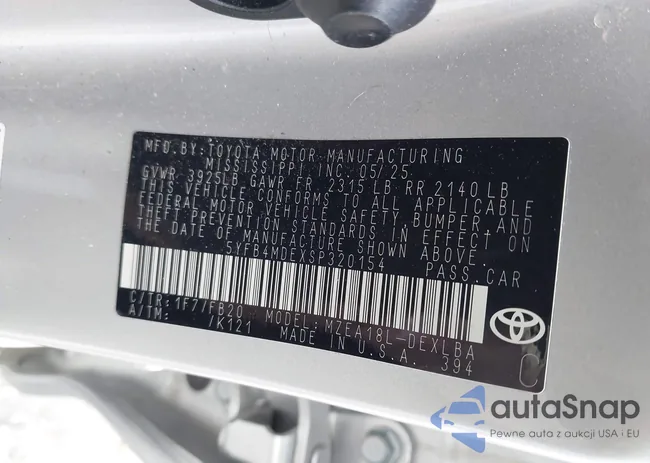 MFD. BY: TOYOTA MOTOR MANUFACTURING
MISSISSIPPI, INC. 05/25
GVWR 3925LB GAWR FR 2315 LB RR 2140 LB
THIS VEHICLE CONFORMS TO ALL APPLICABLE
FEDERAL MOTOR VEHICLE SAFETY, BUMPER, AND
THEFT PREVENTION STANDARDS IN EFFECT ON
THE DATE OF MANUFACTURE SHOWN ABOVE.
5YFB4MDEXSP320154 PASS.CAR
C/TR: 1F77/FB20 MODEL: MZEA18L-DEXLBA
A/TM: /K121 MADE IN U.S.A. 394
C
autaSnap
Pewne auta z aukcji USA i EU